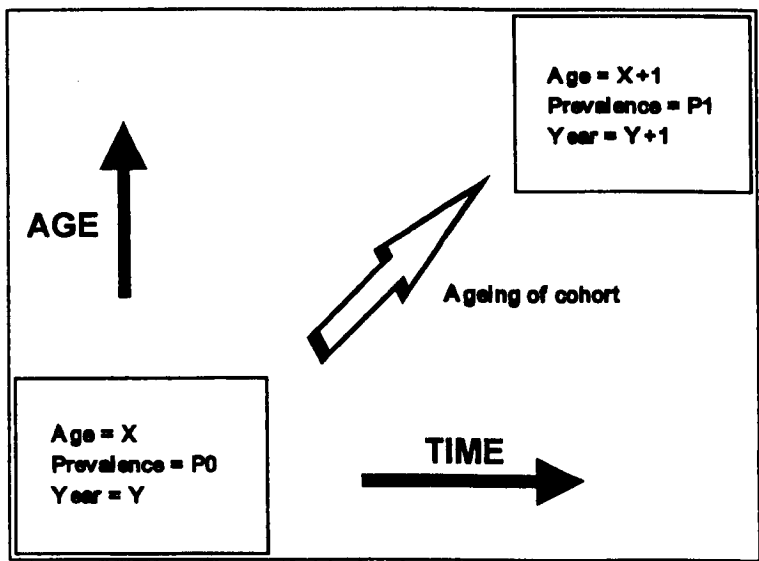 Age = X+1
Prevalence = P1
Year = Y+1
AGE
Ageing of cohort
Age = X
Prevalence = P0
Year = Y
TIME